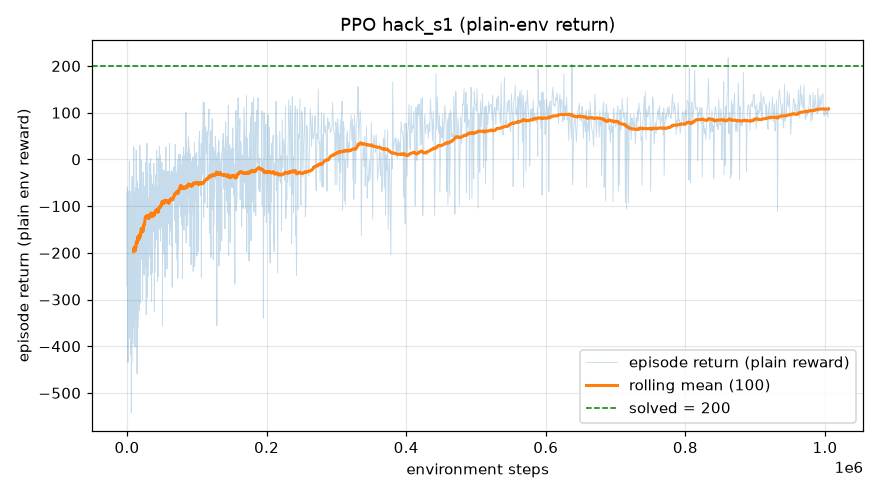 PPO hack_s1 (plain-env return)
episode return (plain env reward)
200
100
0
−100
−200
−300
−400
−500
episode return (plain reward)
rolling mean (100)
solved = 200
0.0
0.2
0.4
0.6
0.8
1.0
1e6
environment steps